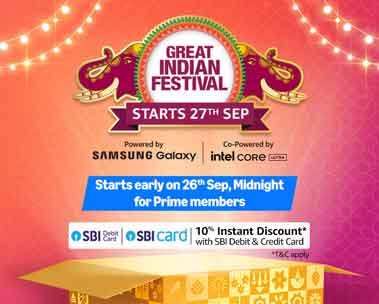 GREAT
INDIAN
FESTIVAL
STARTS 27TH SEP
Powered by
SAMSUNG Galaxy
Co-Powered by
intel CORE ULTRA
Starts early on 26th Sep, Midnight
for Prime members
SBI Debit Card
SBI card
10% Instant Discount*
with SBI Debit & Credit Card
*T&C apply